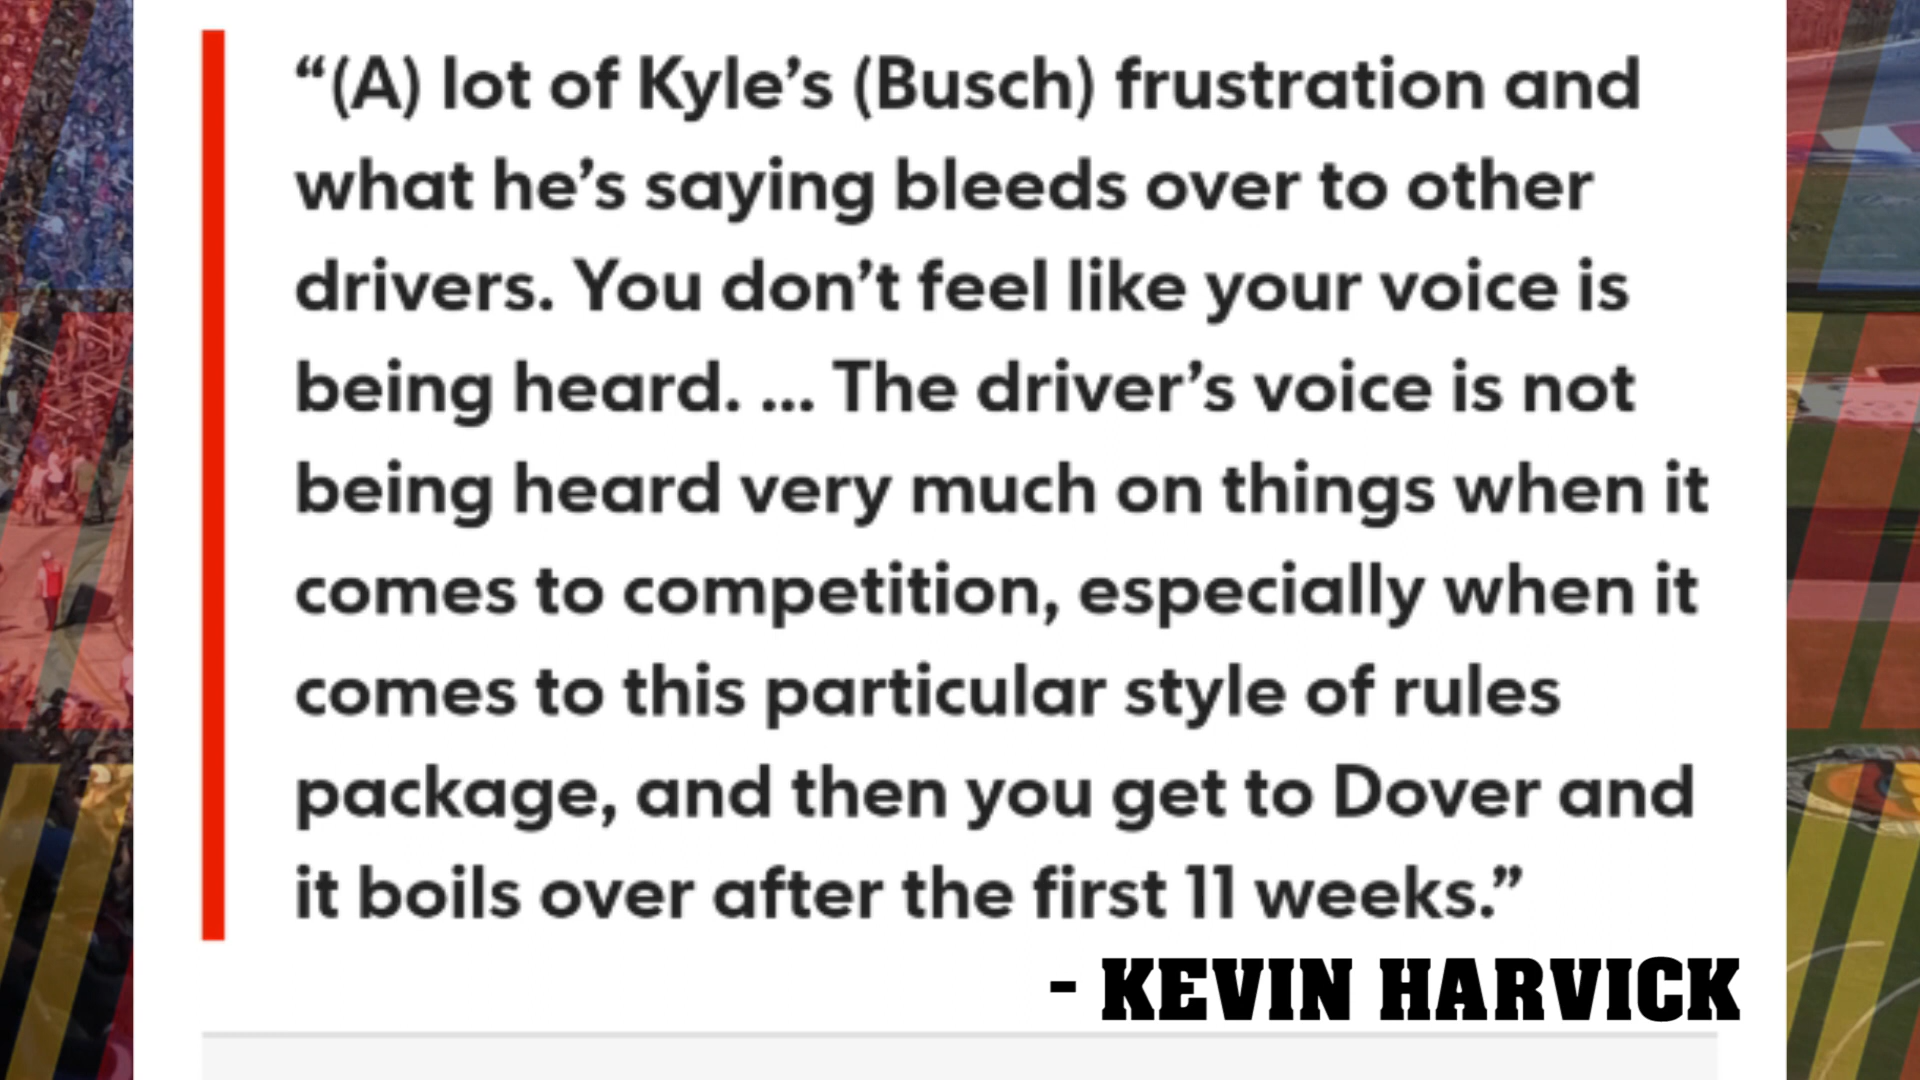 “(A) lot of Kyle’s (Busch) frustration and
what he’s saying bleeds over to other
drivers. You don’t feel like your voice is
being heard. ... The driver’s voice is not
being heard very much on things when it
comes to competition, especially when it
comes to this particular style of rules
package, and then you get to Dover and
it boils over after the first 11 weeks.”
- KEVIN HARVICK